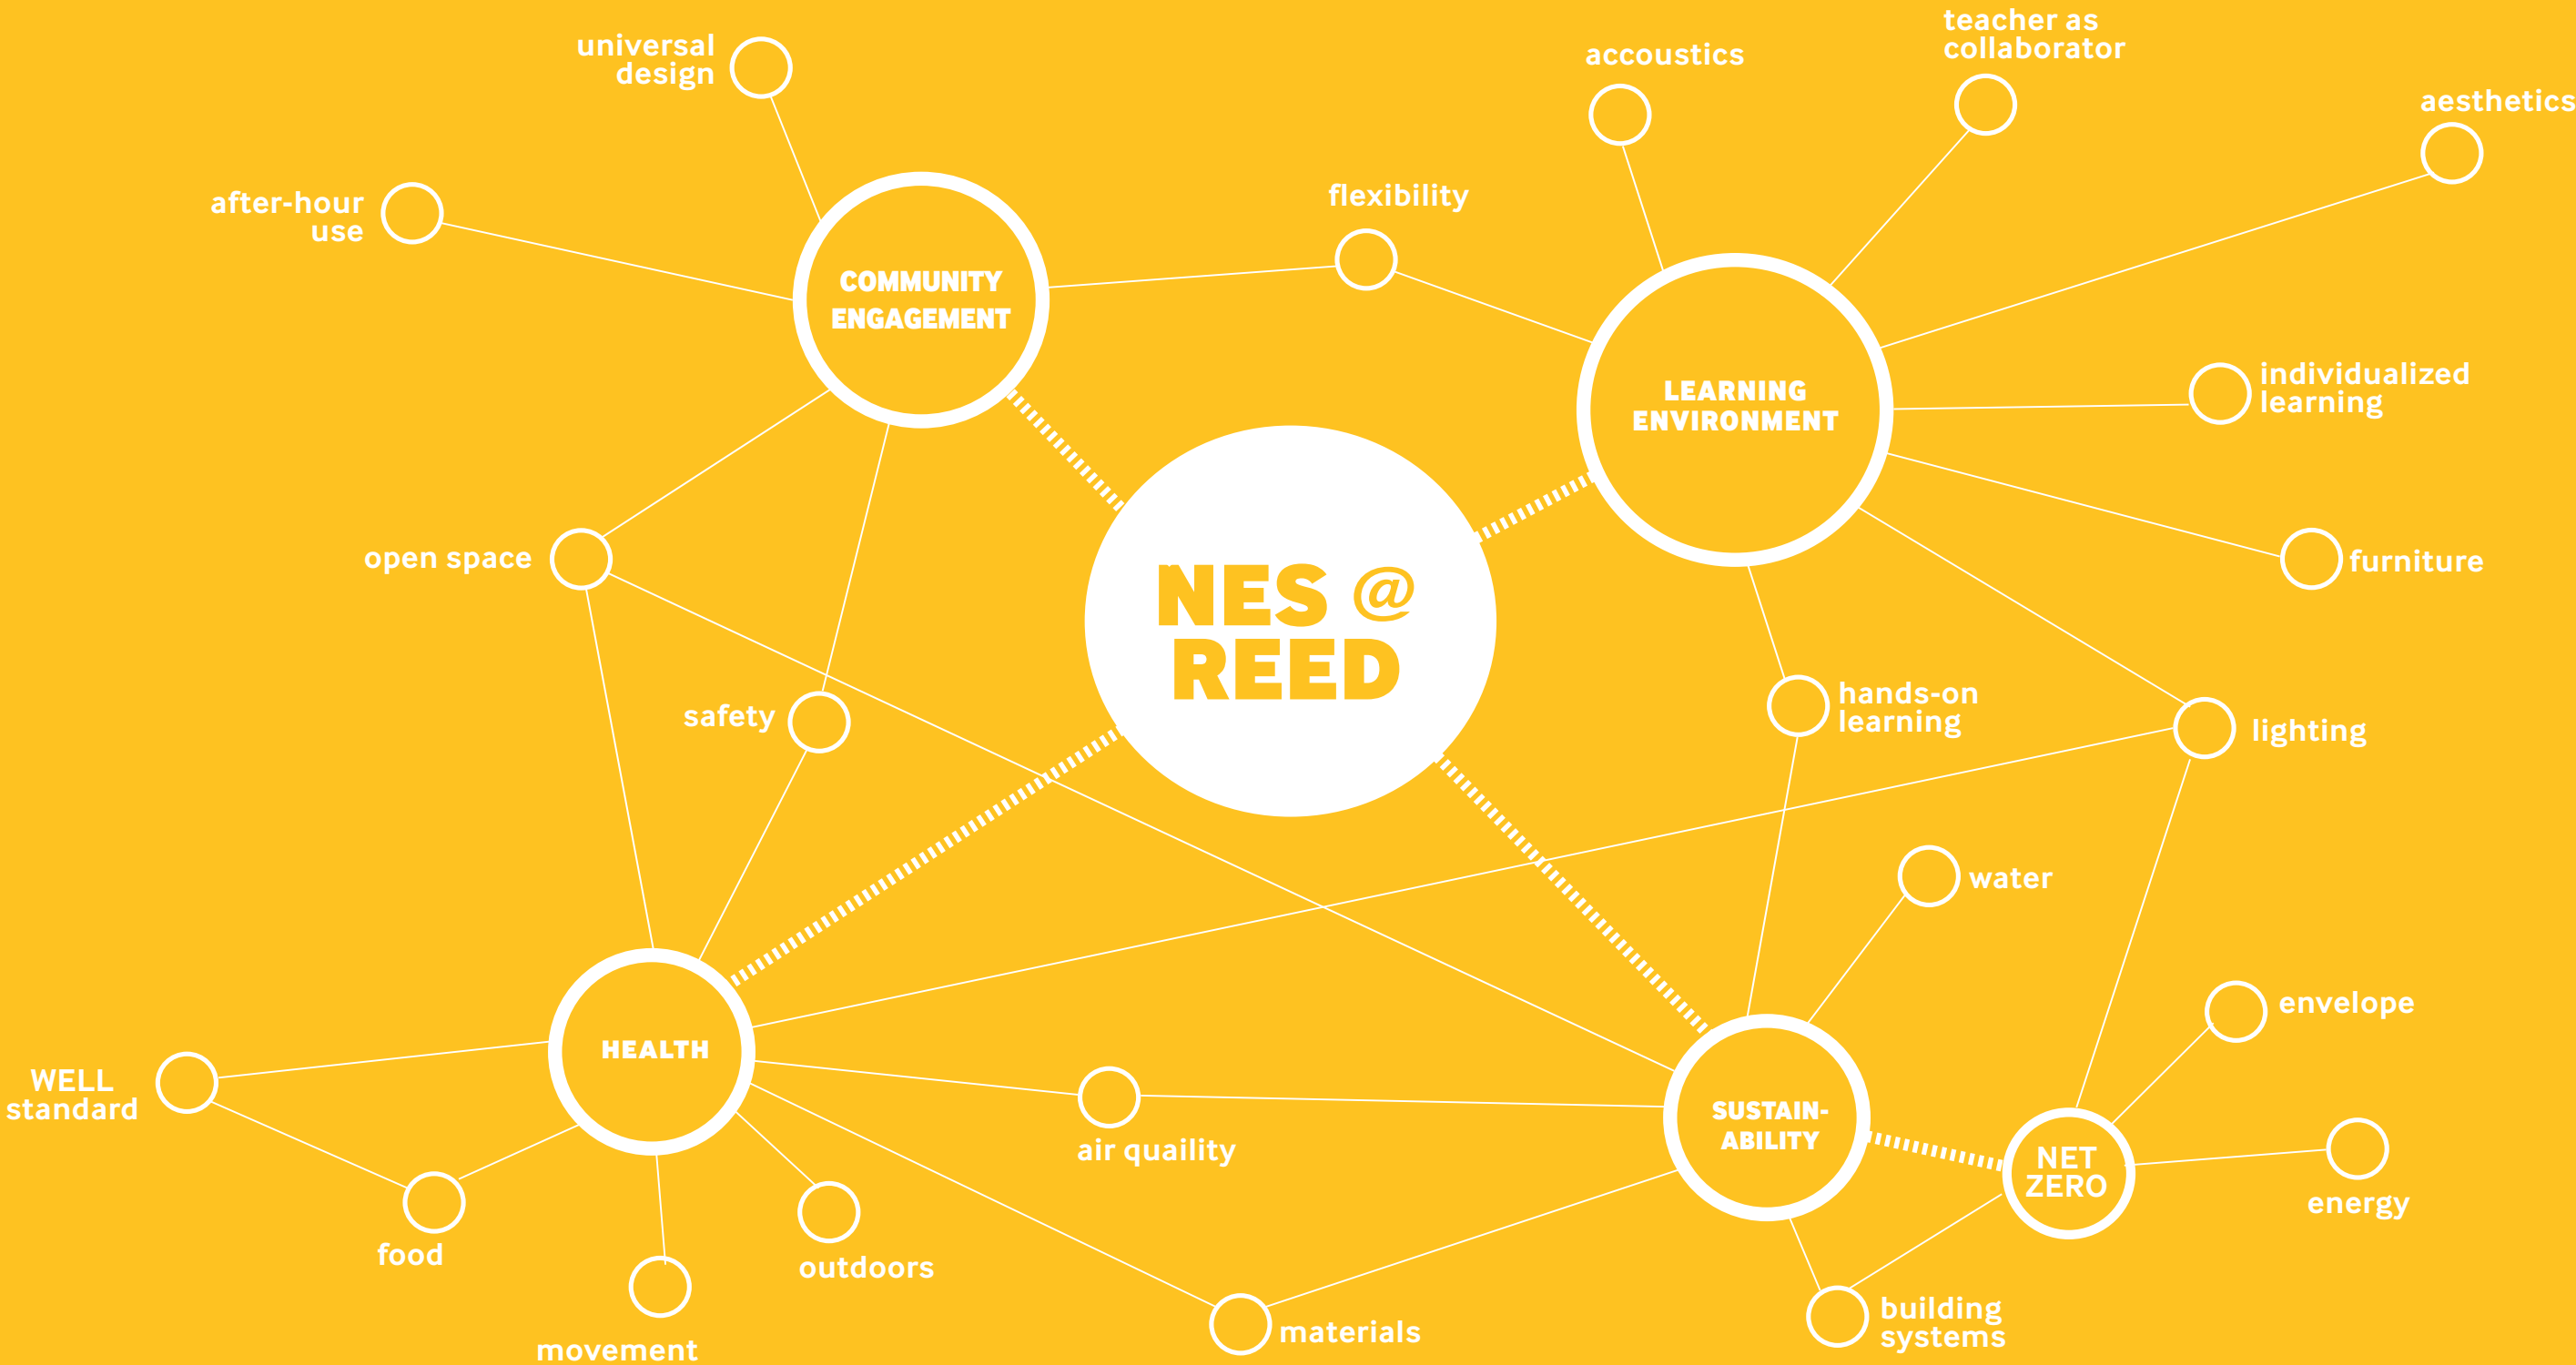 teacher as
collaborator
universal
design
accoustics
aesthetics
after-hour
use
flexibility
COMMUNITY
ENGAGEMENT
LEARNING
ENVIRONMENT
individualized
learning
open space
furniture
NES @
REED
safety
hands-on
learning
lighting
water
HEALTH
envelope
WELL
standard
air quaility
SUSTAIN-
ABILITY
NET
ZERO
energy
food
outdoors
movement
materials
building
systems